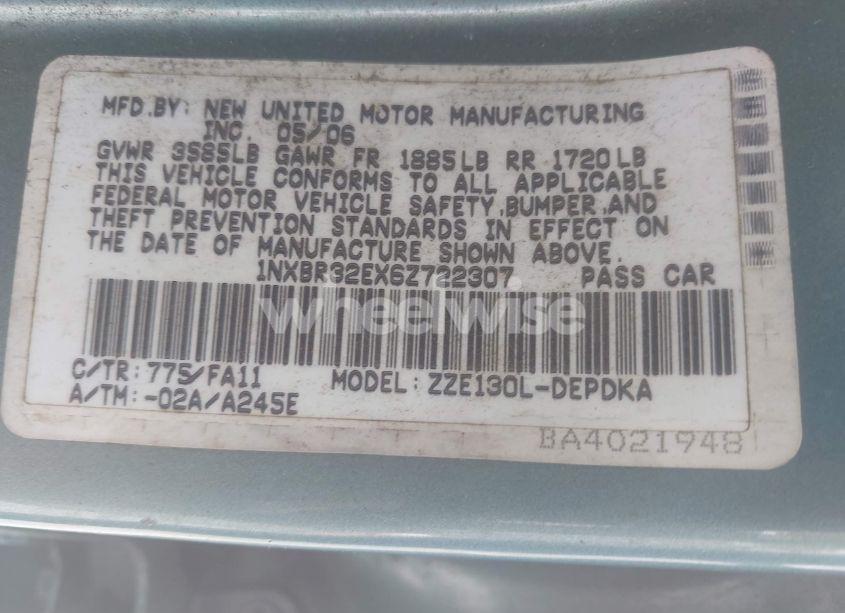 MFD.BY: NEW UNITED MOTOR MANUFACTURING
INC. 05/06
GVWR 3585LB GAWR FR 1885LB RR 1720LB
THIS VEHICLE CONFORMS TO ALL APPLICABLE
FEDERAL MOTOR VEHICLE SAFETY,BUMPER,AND
THEFT PREVENTION STANDARDS IN EFFECT ON
THE DATE OF MANUFACTURE SHOWN ABOVE.
1NXBR32EX6Z722307 PASS CAR
wheelwise
C/TR: 775/FA11 MODEL: ZZE130L-DEPDKA
A/TM:-02A/A245E
BA4021948